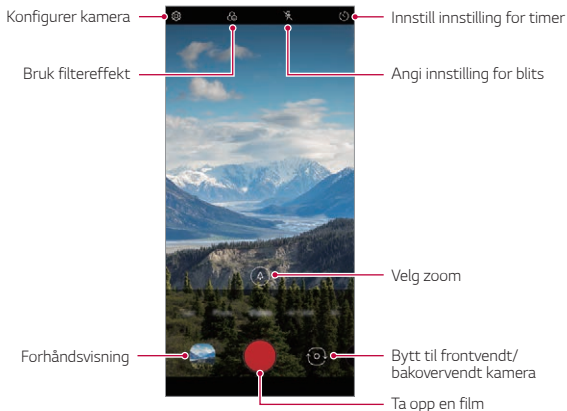 Konfigurer kamera
Innstill innstilling for timer
Bruk filtereffekt
Angi innstilling for blits
Velg zoom
Forhåndsvisning
Bytt til frontvendt/
bakovervendt kamera
Ta opp en film